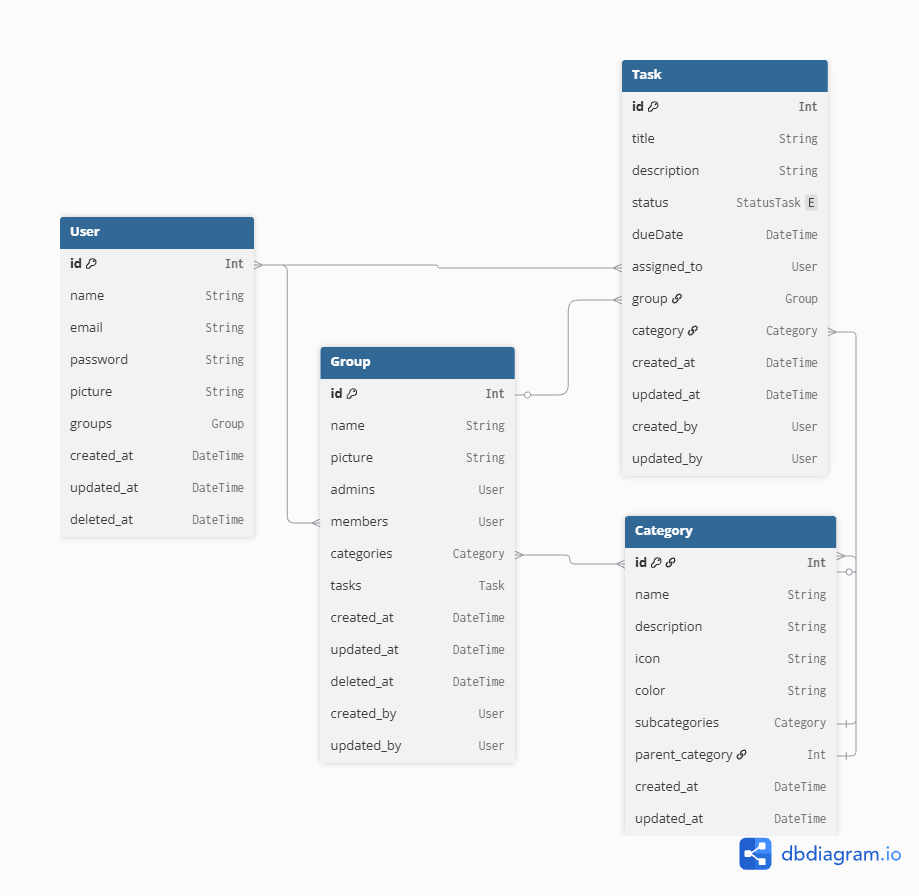 User
id Int
name String
email String
password String
picture String
groups Group
created_at DateTime
updated_at DateTime
deleted_at DateTime
Group
id Int
name String
picture String
admins User
members User
categories Category
tasks Task
created_at DateTime
updated_at DateTime
deleted_at DateTime
created_by User
updated_by User
Task
id Int
title String
description String
status StatusTask E
dueDate DateTime
assigned_to User
group Group
category Category
created_at DateTime
updated_at DateTime
created_by User
updated_by User
Category
id Int
name String
description String
icon String
color String
subcategories Category
parent_category Int
created_at DateTime
updated_at DateTime
dbdiagram.io